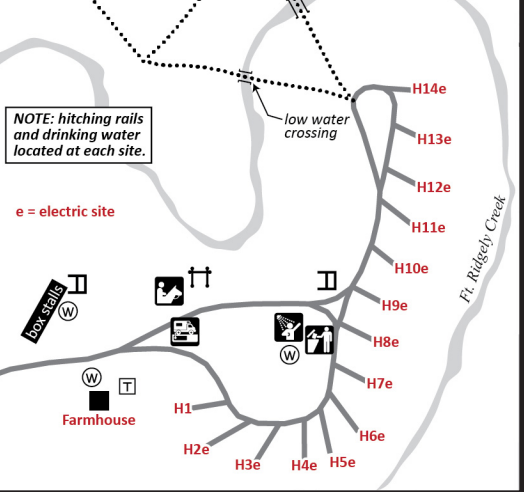 H14e
low water
crossing
NOTE: hitching rails
and drinking water
located at each site.
H13e
H12e
e = electric site
H11e
Ft. Ridgely Creek
H10e
box stalls
W
H9e
H8e
W
W
T
H7e
Farmhouse
H1
H6e
H2e
H3e
H4e
H5e